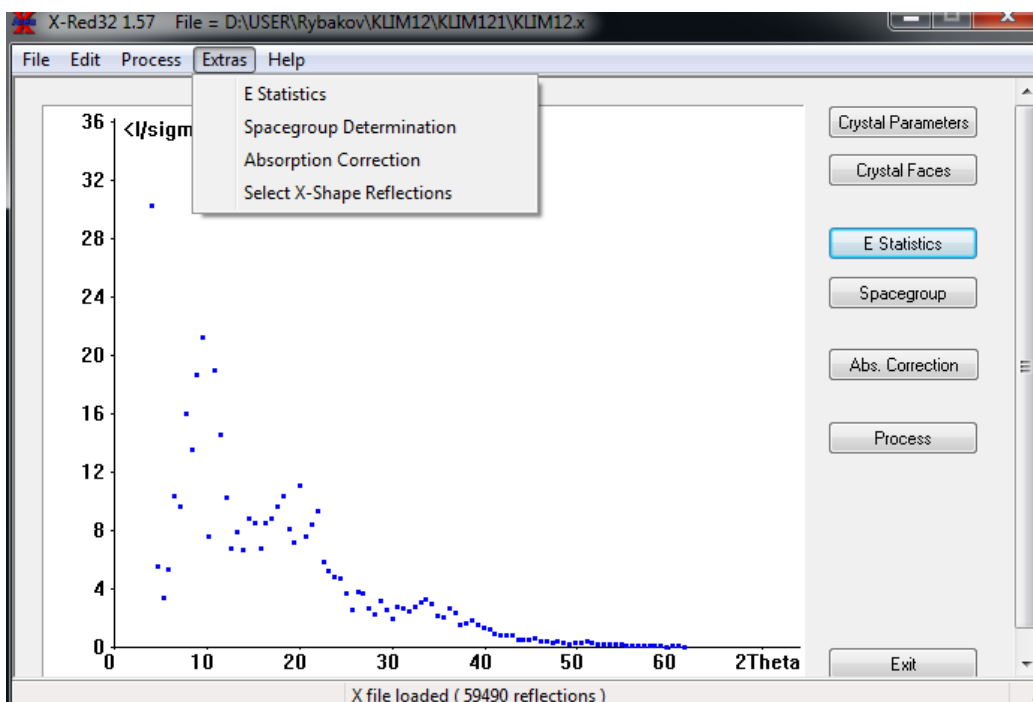 X-Red32 1.57 File = D:\USER\Rybakov\KLIM12\KLIM121\KLIM12.x
File Edit Process Extras Help
E Statistics
Spacegroup Determination
Absorption Correction
Select X-Shape Reflections
<I/sigm
36
32
28
24
20
16
12
8
4
0
0 10 20 30 40 50 60 2Theta
Crystal Parameters
Crystal Faces
E Statistics
Spacegroup
Abs. Correction
Process
Exit
X file loaded ( 59490 reflections )